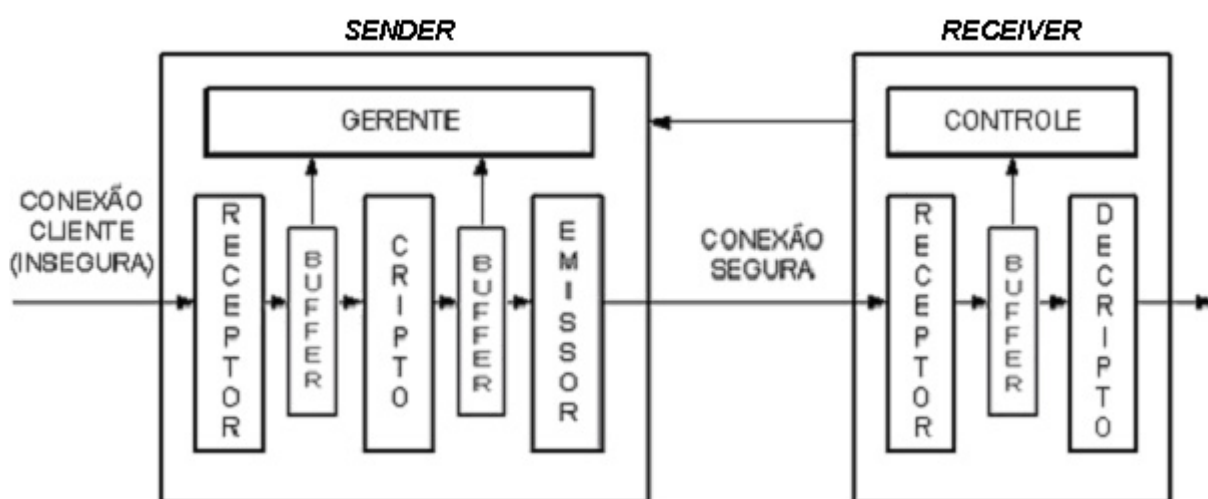 SENDER
RECEIVER
GERENTE
CONTROLE
CONEXÃO
CLIENTE
(INSEGURA)
RECEPTOR
BUFFER
CRIPTO
BUFFER
EMISSOR
CONEXÃO
SEGURA
RECEPTOR
BUFFER
DECRIPTO